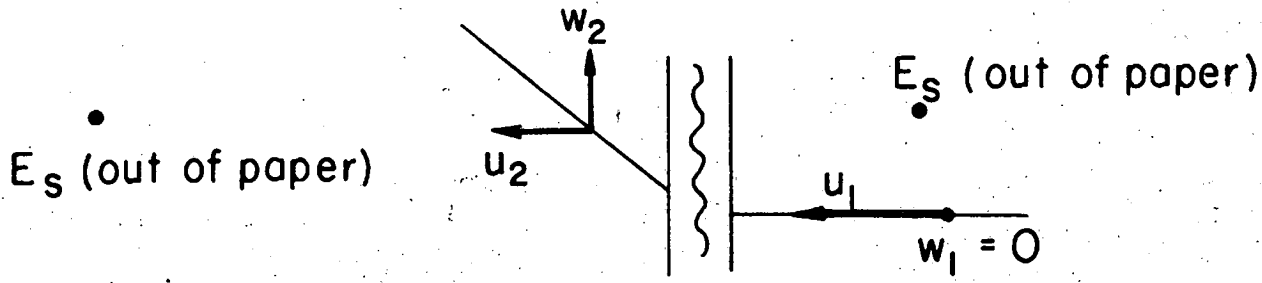 w₂
Eₛ (out of paper)
Eₛ (out of paper)
u₂
u₁
w₁ = 0